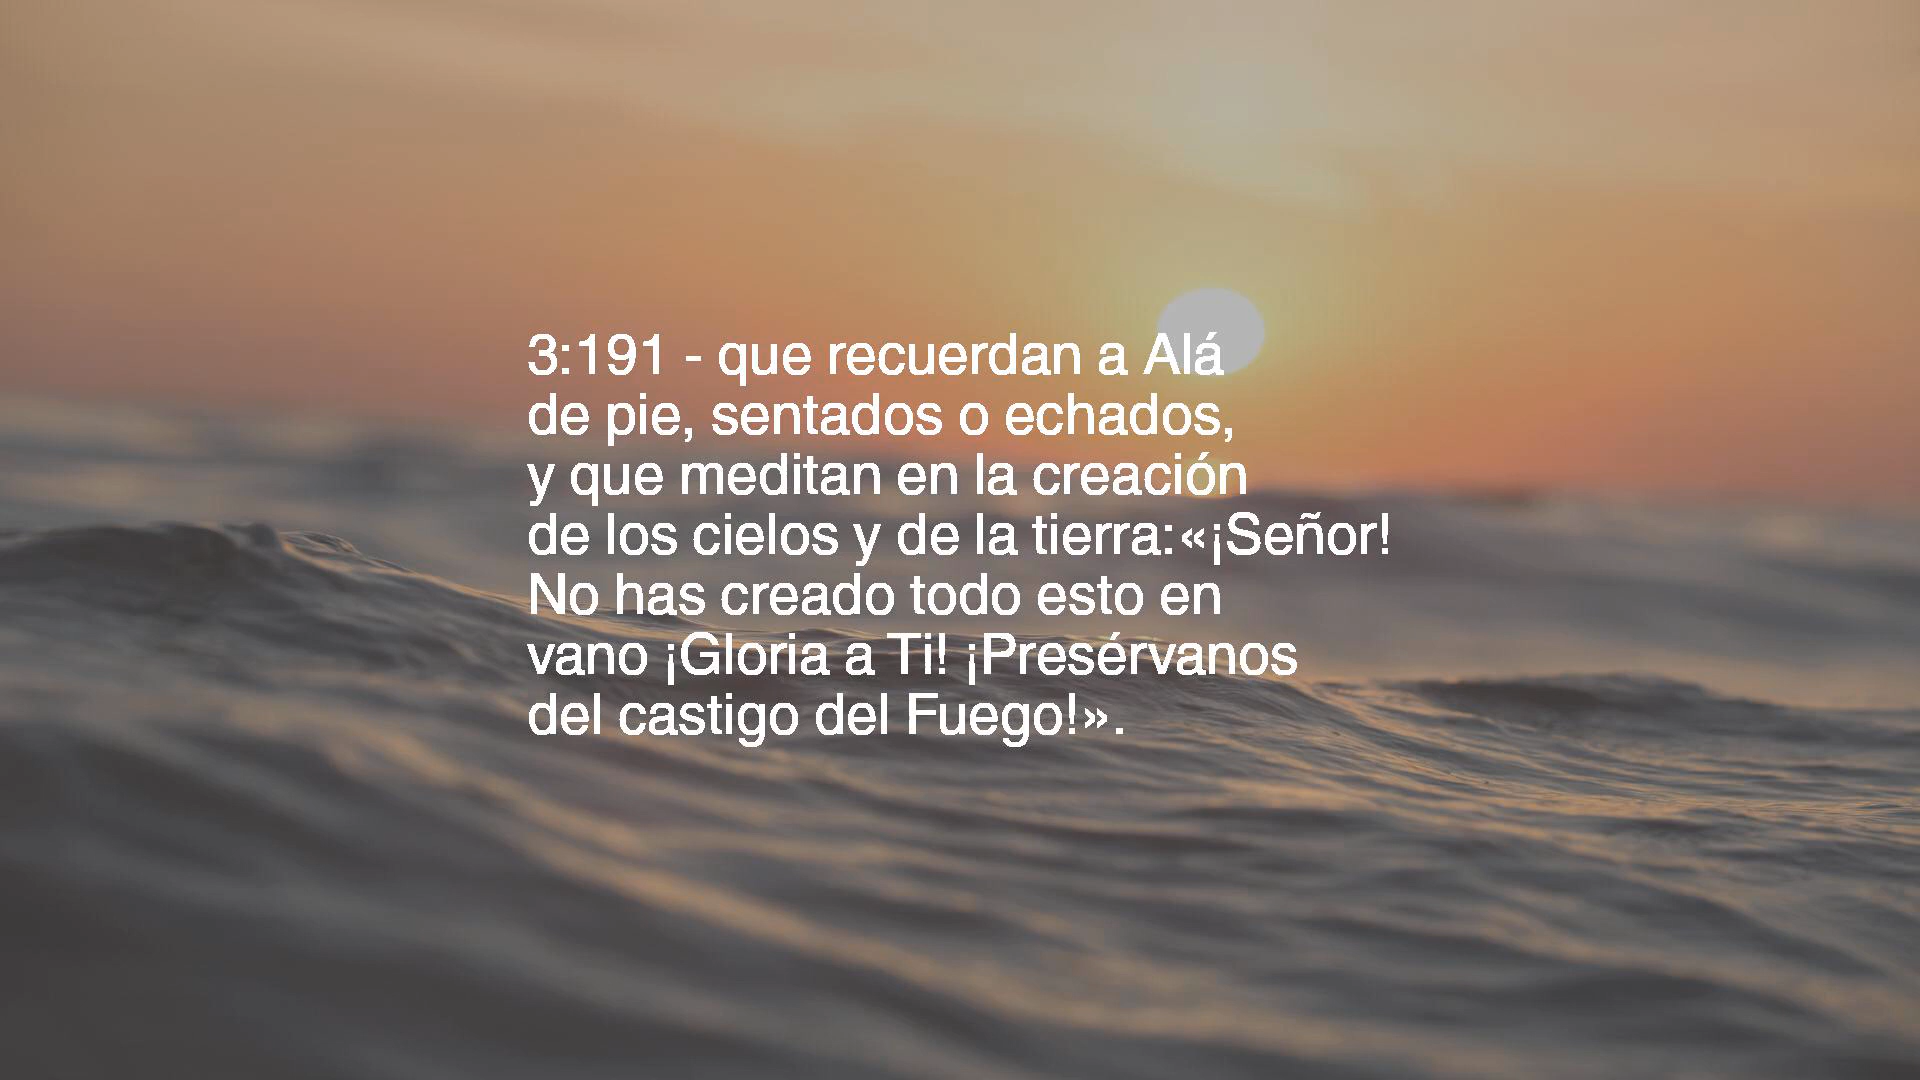 3:191 - que recuerdan a Alá
de pie, sentados o echados,
y que meditan en la creación
de los cielos y de la tierra:«¡Señor!
No has creado todo esto en
vano ¡Gloria a Ti! ¡Presérvanos
del castigo del Fuego!».